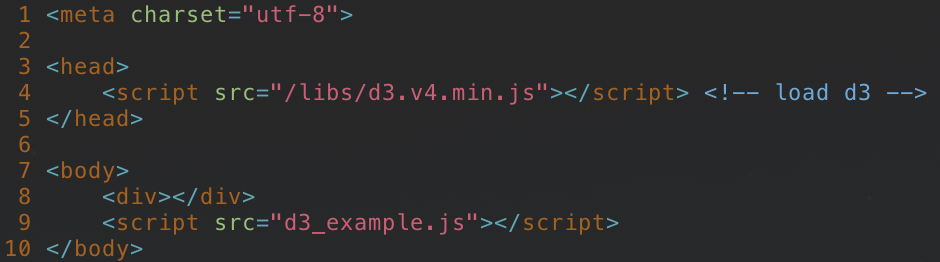 1 <meta charset="utf-8">
2
3 <head>
4     <script src="/libs/d3.v4.min.js"></script> <!-- load d3 -->
5 </head>
6
7 <body>
8     <div></div>
9     <script src="d3_example.js"></script>
10 </body>